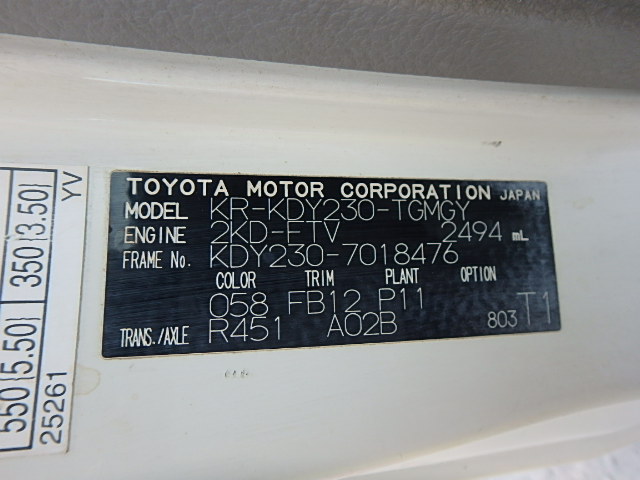 TOYOTA MOTOR CORPORATION JAPAN
MODEL KR-KDY230-TGMGY
ENGINE 2KD-FTV 2494 mL
FRAME No. KDY230-7018476
COLOR TRIM PLANT OPTION
058 FB12 P11
TRANS./AXLE R451 A02B 803 T1
550(5.50) 350(3.50)
25261 YV